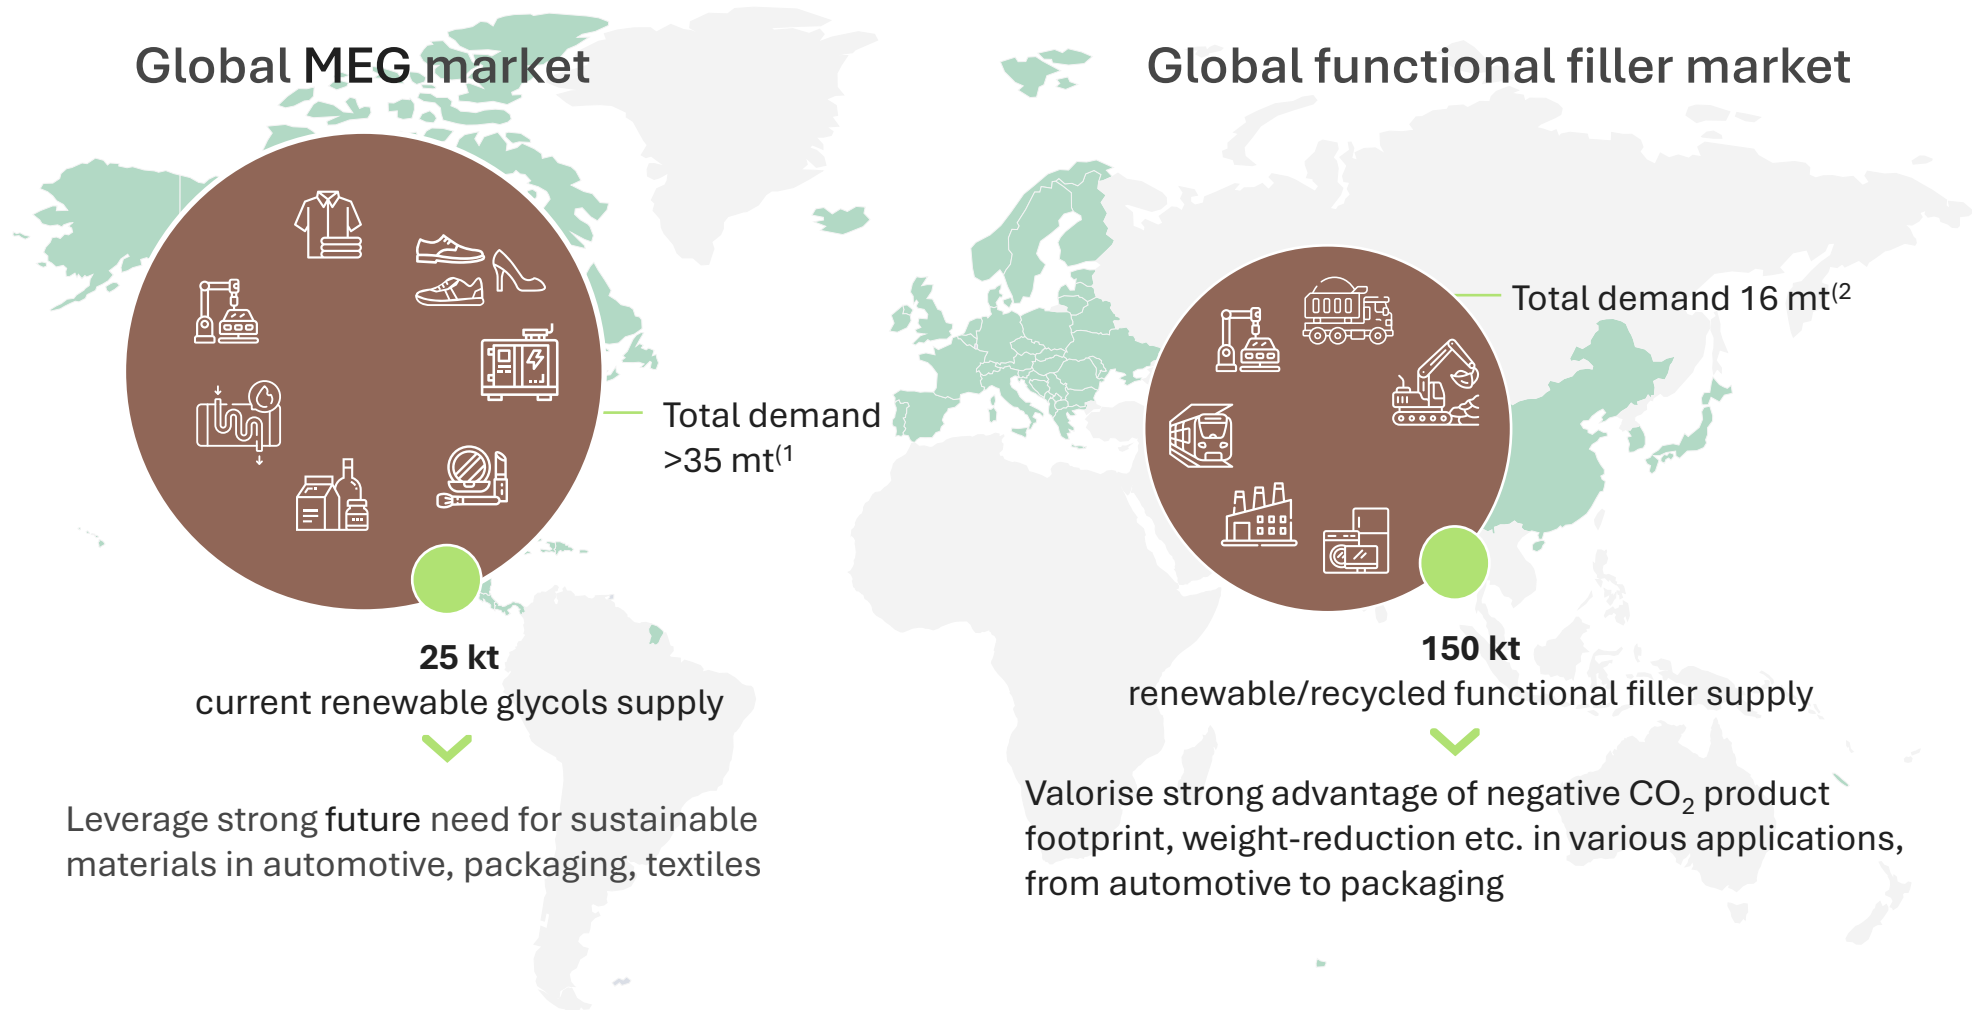 Global MEG market
Total demand
>35 mt(1
25 kt
current renewable glycols supply
Leverage strong future need for sustainable
materials in automotive, packaging, textiles
Global functional filler market
Total demand 16 mt(2
150 kt
renewable/recycled functional filler supply
Valorise strong advantage of negative CO2 product
footprint, weight-reduction etc. in various applications,
from automotive to packaging